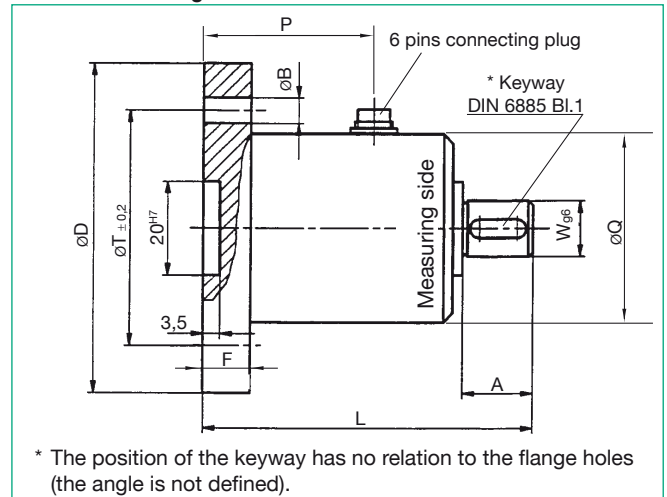 P
6 pins connecting plug
ØB
* Keyway
DIN 6885 Bl.1
ØD
ØT ± 0,2
20H7
Measuring side
Wg6
ØQ
3,5
F
A
L
* The position of the keyway has no relation to the flange holes
(the angle is not defined).